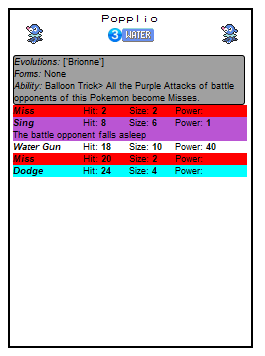 Popplio
3 WATER
Evolutions: ['Brionne']
Forms: None
Ability: Balloon Trick> All the Purple Attacks of battle
opponents of this Pokemon become Misses.
Miss Hit: 2 Size: 2 Power:
Sing Hit: 8 Size: 6 Power: 1
The battle opponent falls asleep
Water Gun Hit: 18 Size: 10 Power: 40
Miss Hit: 20 Size: 2 Power:
Dodge Hit: 24 Size: 4 Power: